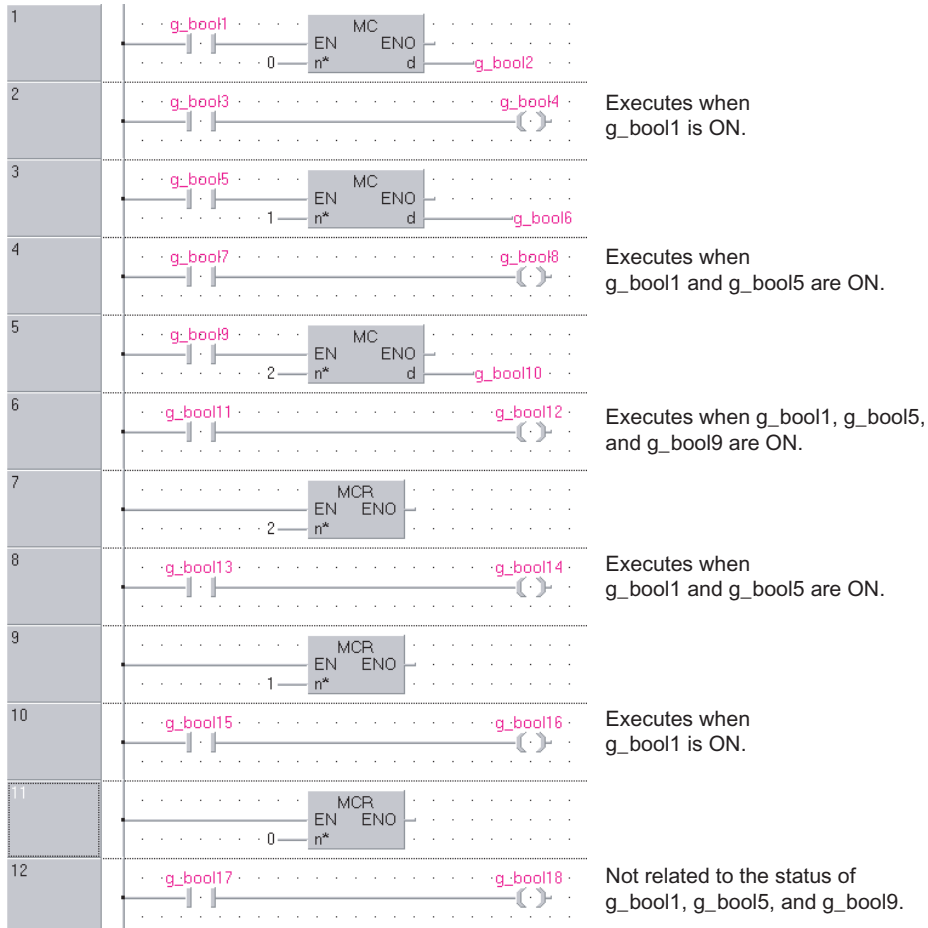 1
g_bool1
MC
EN ENO
0 n* d g_bool2
2
g_bool3 g_bool4
Executes when
g_bool1 is ON.
3
g_bool5
MC
EN ENO
1 n* d g_bool6
4
g_bool7 g_bool8
Executes when
g_bool1 and g_bool5 are ON.
5
g_bool9
MC
EN ENO
2 n* d g_bool10
6
g_bool11 g_bool12
Executes when g_bool1, g_bool5,
and g_bool9 are ON.
7
MCR
EN ENO
2 n*
8
g_bool13 g_bool14
Executes when
g_bool1 and g_bool5 are ON.
9
MCR
EN ENO
1 n*
10
g_bool15 g_bool16
Executes when
g_bool1 is ON.
11
MCR
EN ENO
0 n*
12
g_bool17 g_bool18
Not related to the status of
g_bool1, g_bool5, and g_bool9.